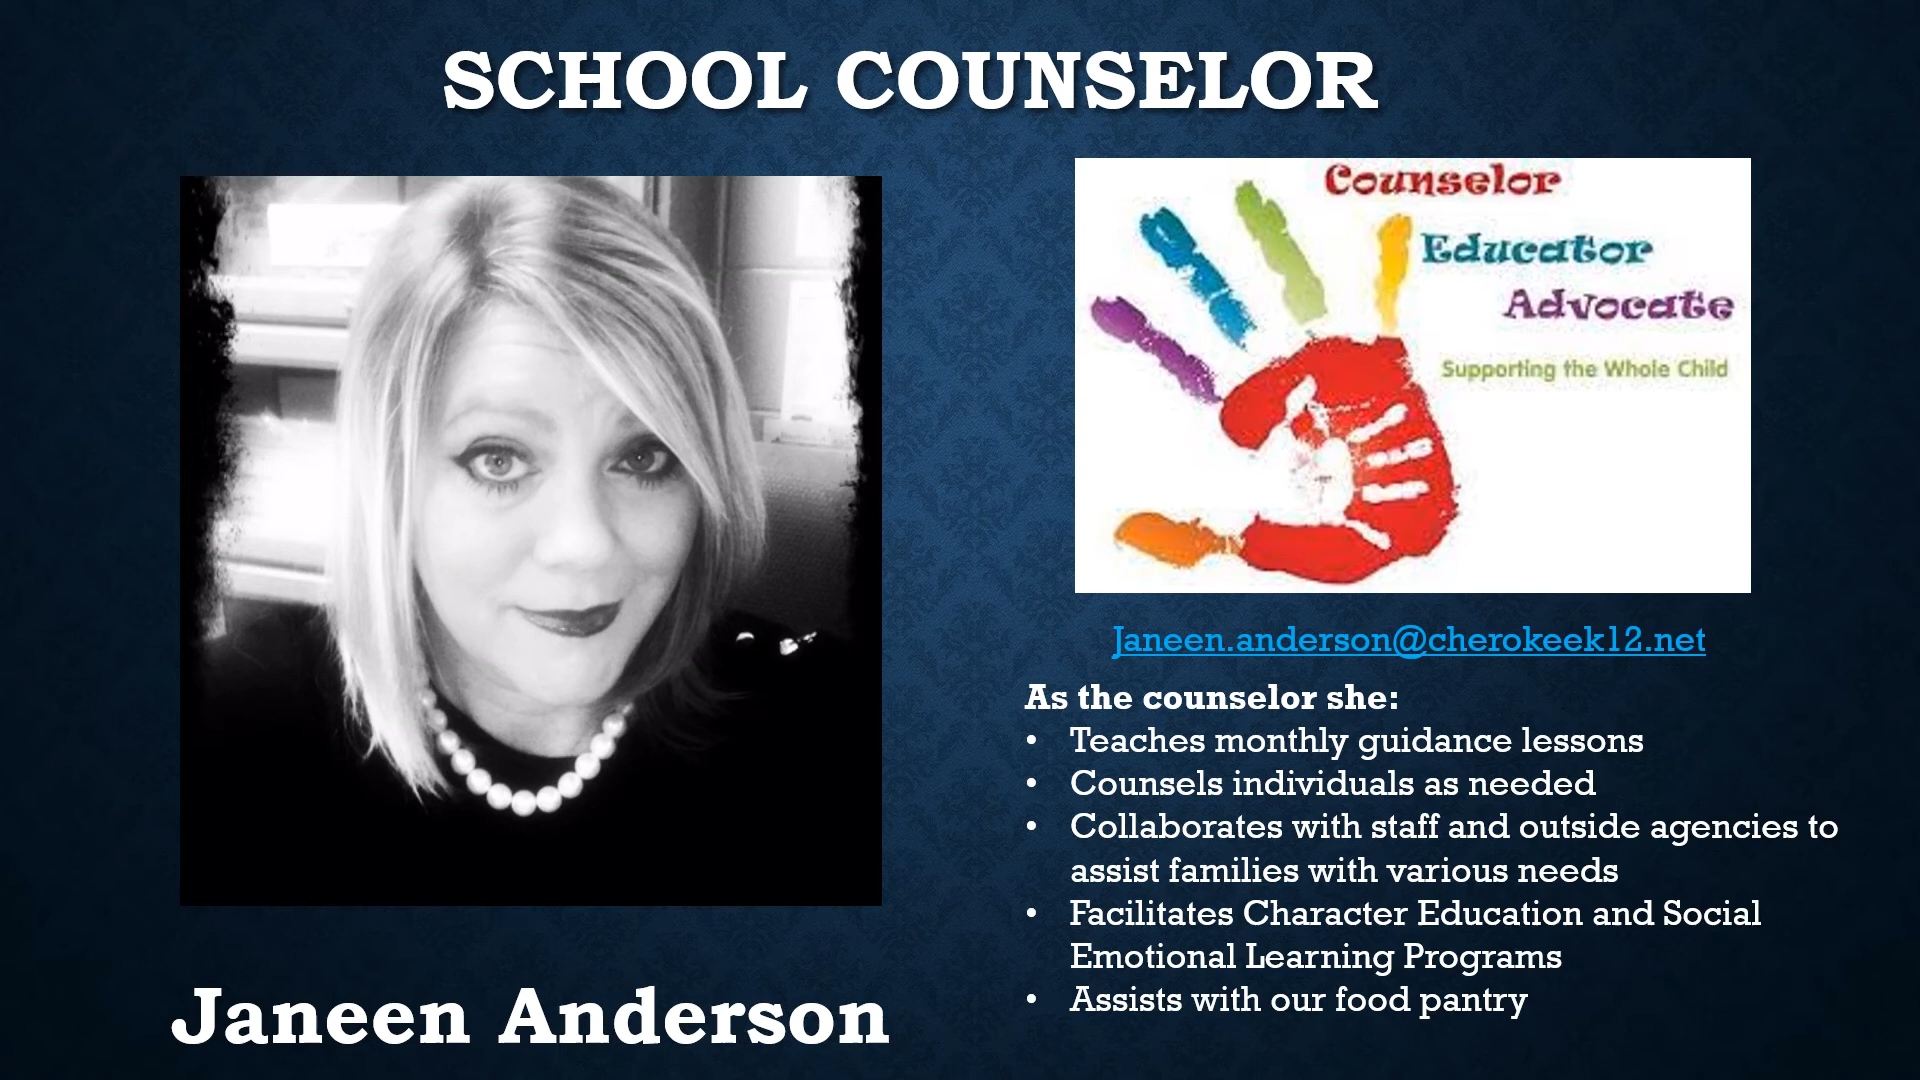 SCHOOL COUNSELOR
Counselor
Educator
Advocate
Supporting the Whole Child
Janeen.anderson@cherokeek12.net
As the counselor she:
• Teaches monthly guidance lessons
• Counsels individuals as needed
• Collaborates with staff and outside agencies to
assist families with various needs
• Facilitates Character Education and Social
Emotional Learning Programs
• Assists with our food pantry
Janeen Anderson